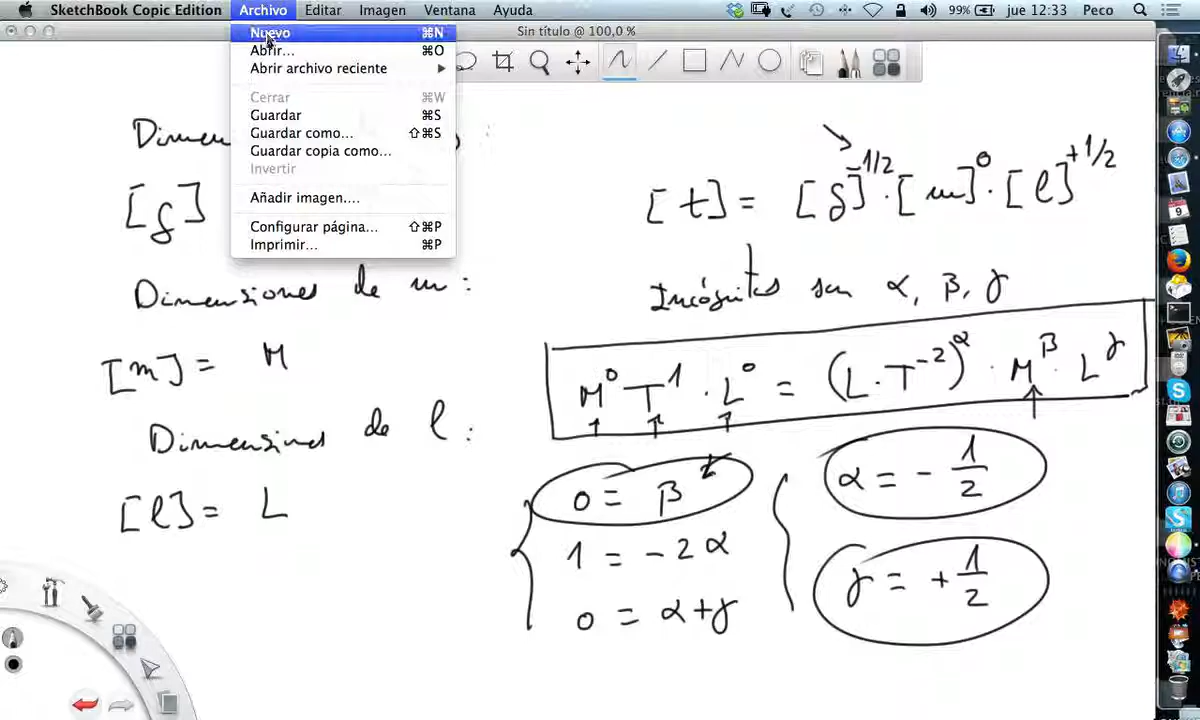 SketchBook Copic Edition Archivo Editar Imagen Ventana Ayuda 99% jue 12:33 Peco
Sin título @ 100,0 %
Nuevo ⌘N
Abrir... ⌘O
Abrir archivo reciente ▶
Cerrar ⌘W
Guardar ⌘S
Guardar como... ⇧⌘S
Guardar copia como...
Invertir
Añadir imagen....
Configurar página... ⇧⌘P
Imprimir... ⌘P
Dimen
[g]
Dimensiones de m :
[m] = M
Dimensiones de l :
[l] = L
[t] = [g]^-1/2 · [m]^0 · [l]^+1/2
Incógnitas son α, β, γ
M^0 T^1 · L^0 = (L · T^-2)^α · M^β · L^γ
0 = β
1 = -2α
0 = α+γ
α = - 1/2
γ = + 1/2
9